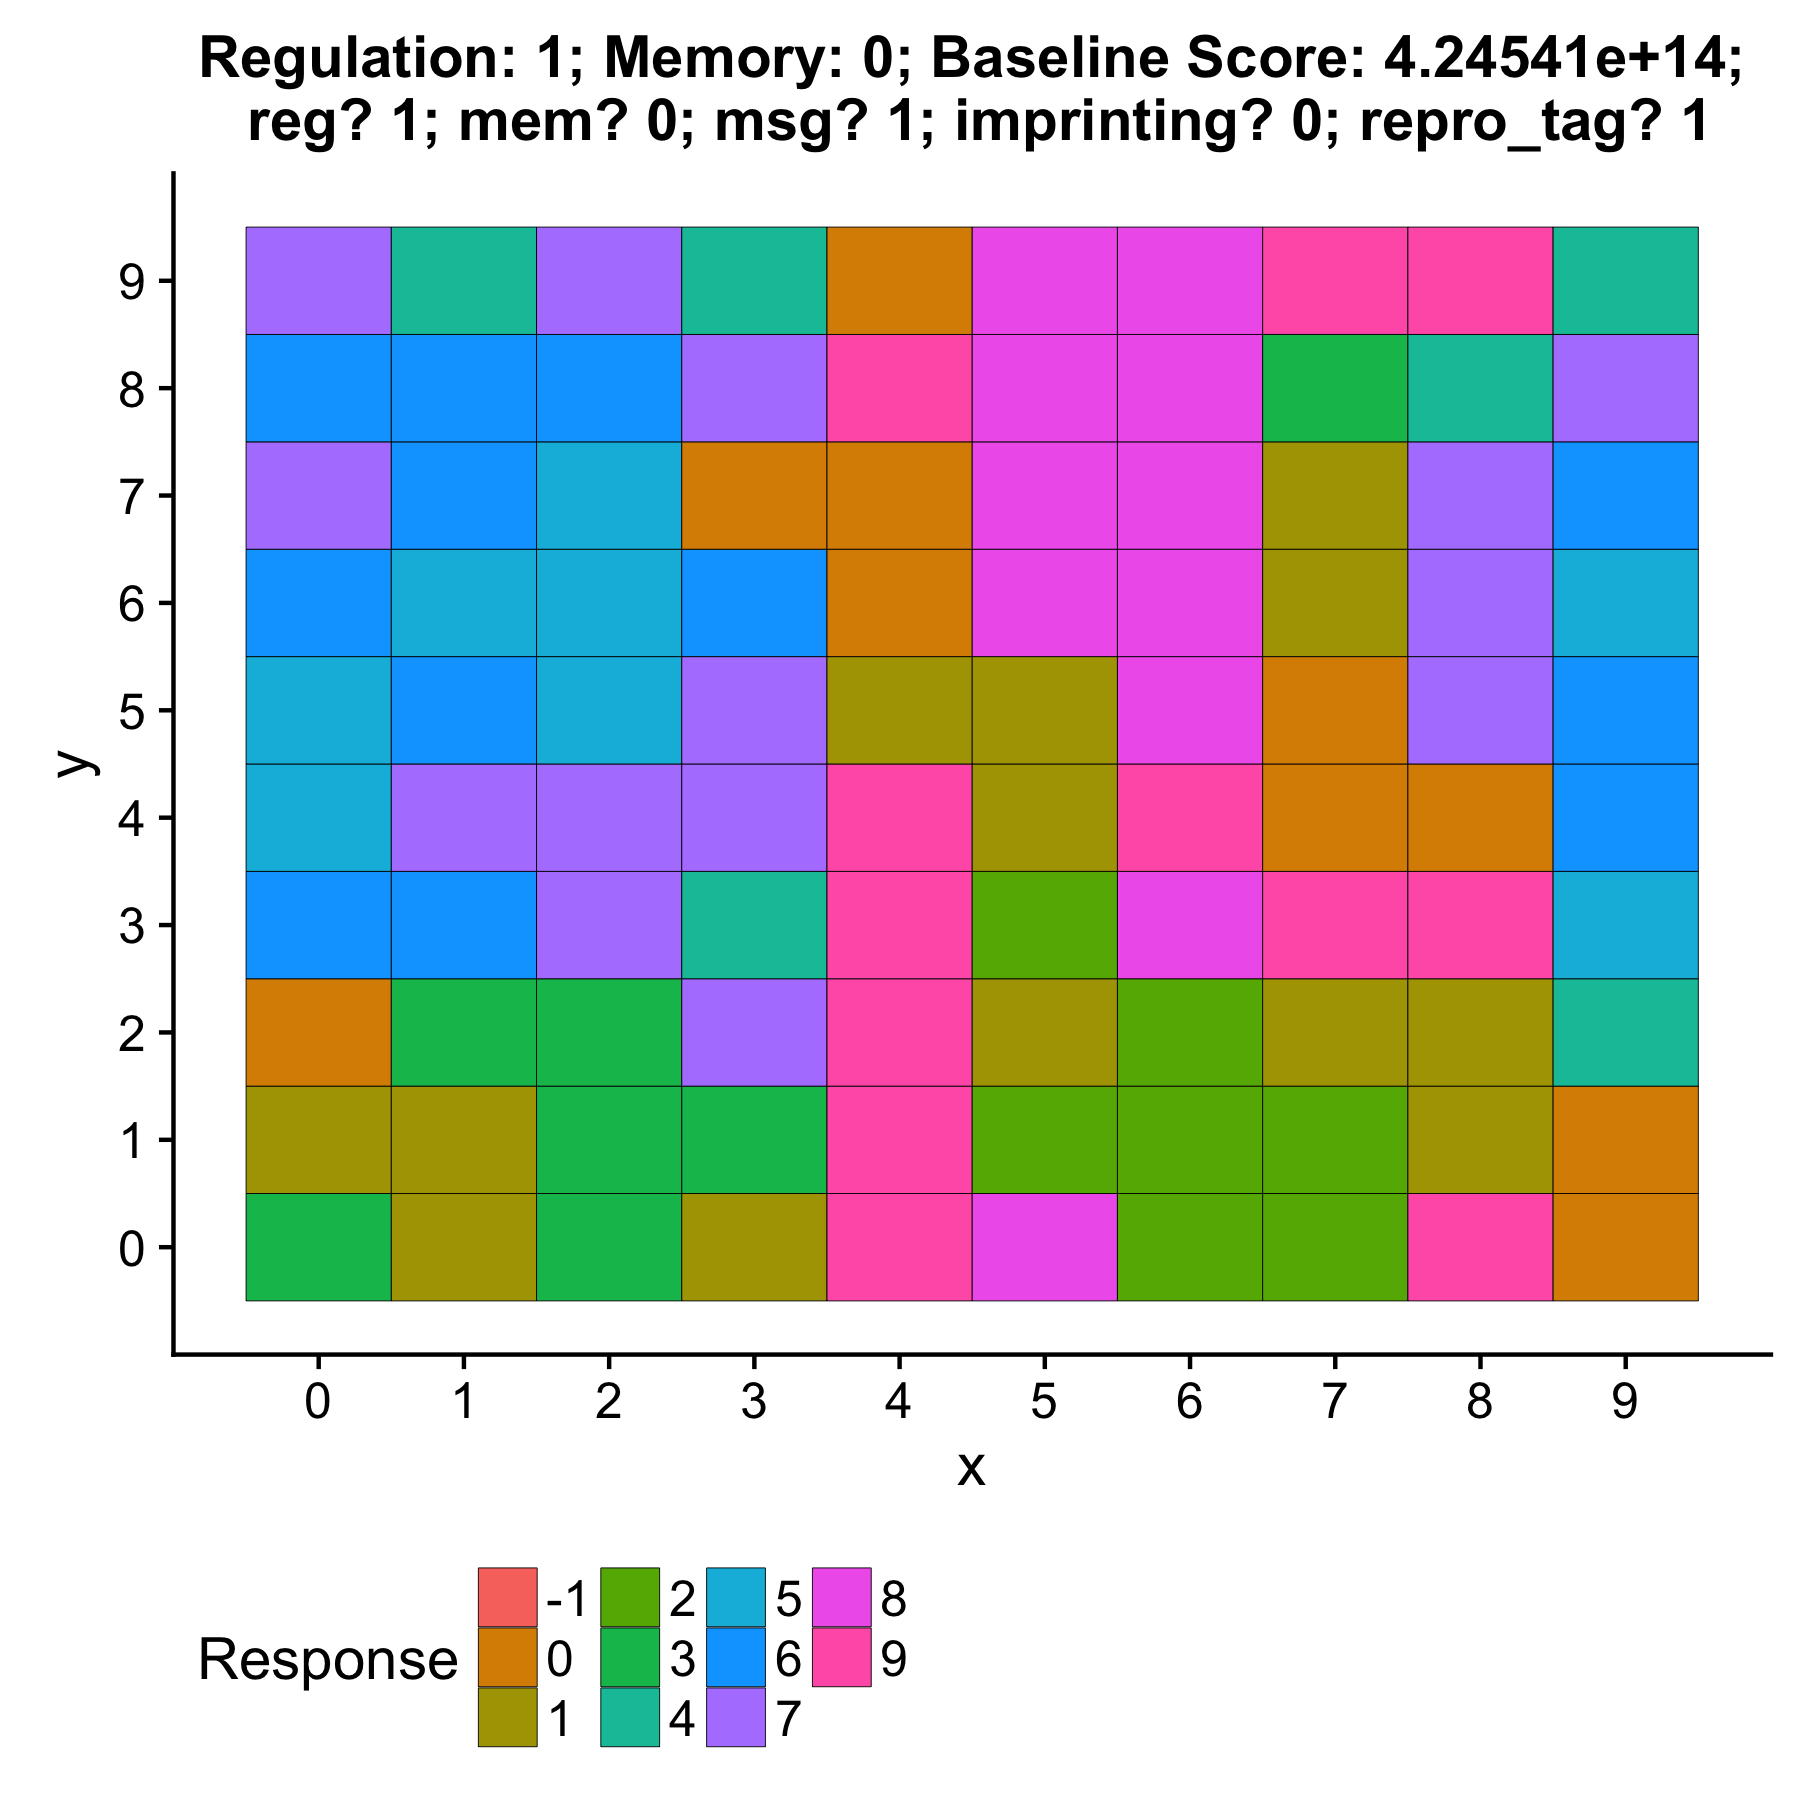 Regulation: 1; Memory: 0; Baseline Score: 4.24541e+14;
reg? 1; mem? 0; msg? 1; imprinting? 0; repro_tag? 1
9
8
7
6
5
4
3
2
1
0
y
0 1 2 3 4 5 6 7 8 9
x
Response
-1 2 5 8
0 3 6 9
1 4 7